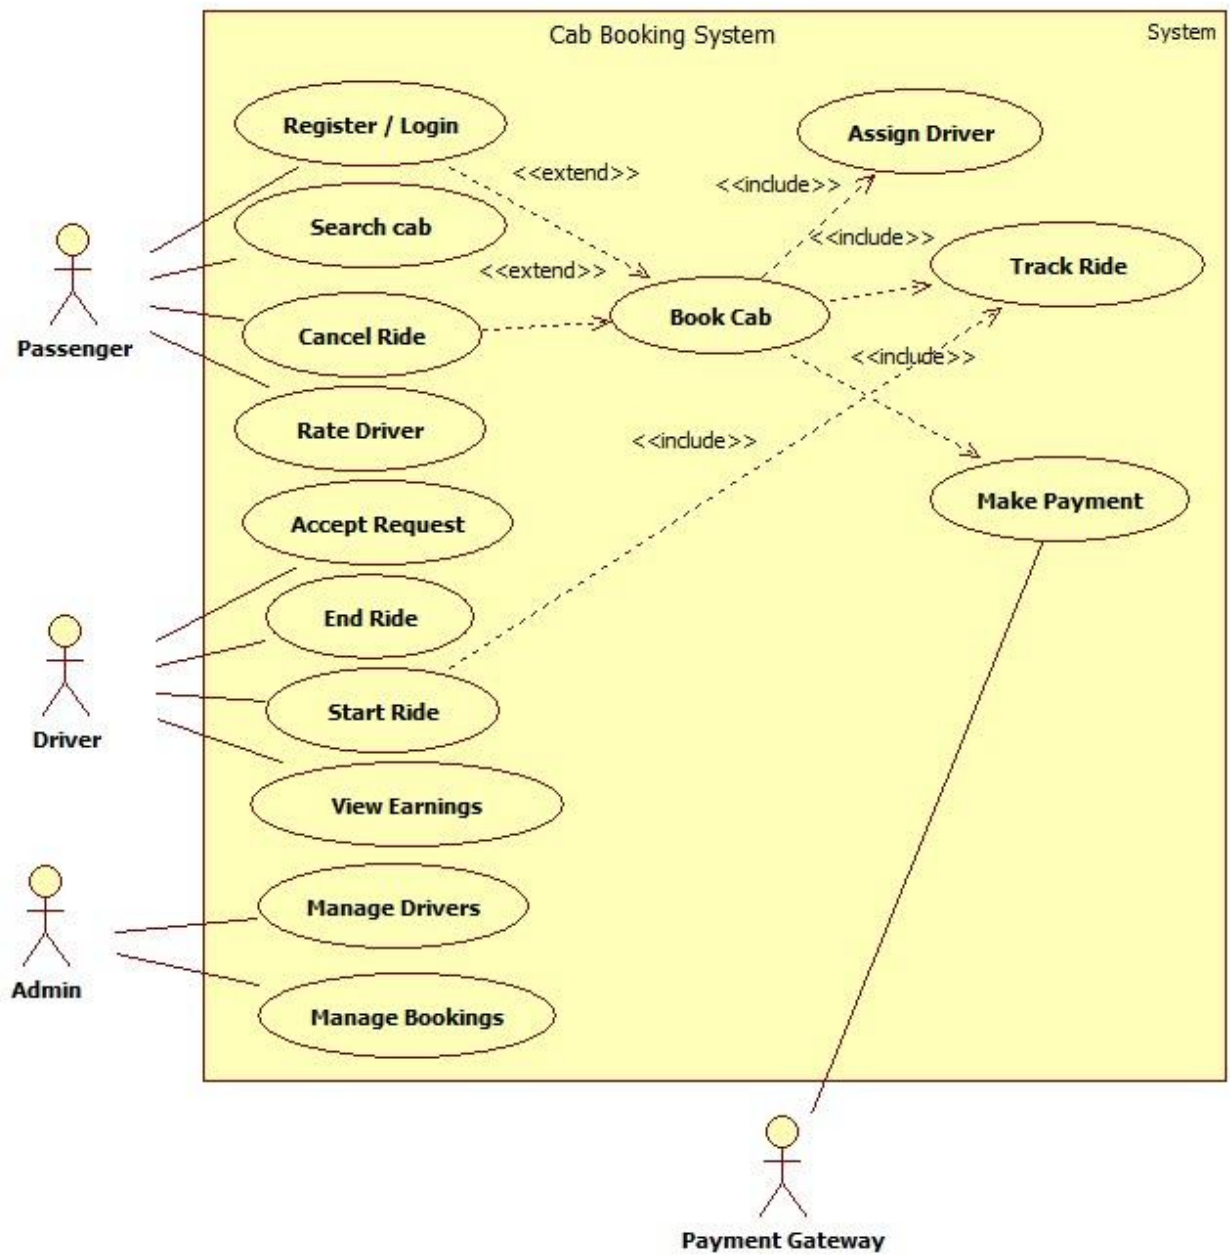 Cab Booking System
System
Register / Login
Assign Driver
<<extend>>
<<include>>
Search cab
<<include>>
Track Ride
<<extend>>
Passenger
Cancel Ride
Book Cab
<<include>>
Rate Driver
<<include>>
Make Payment
Accept Request
End Ride
Start Ride
Driver
View Earnings
Manage Drivers
Admin
Manage Bookings
Payment Gateway